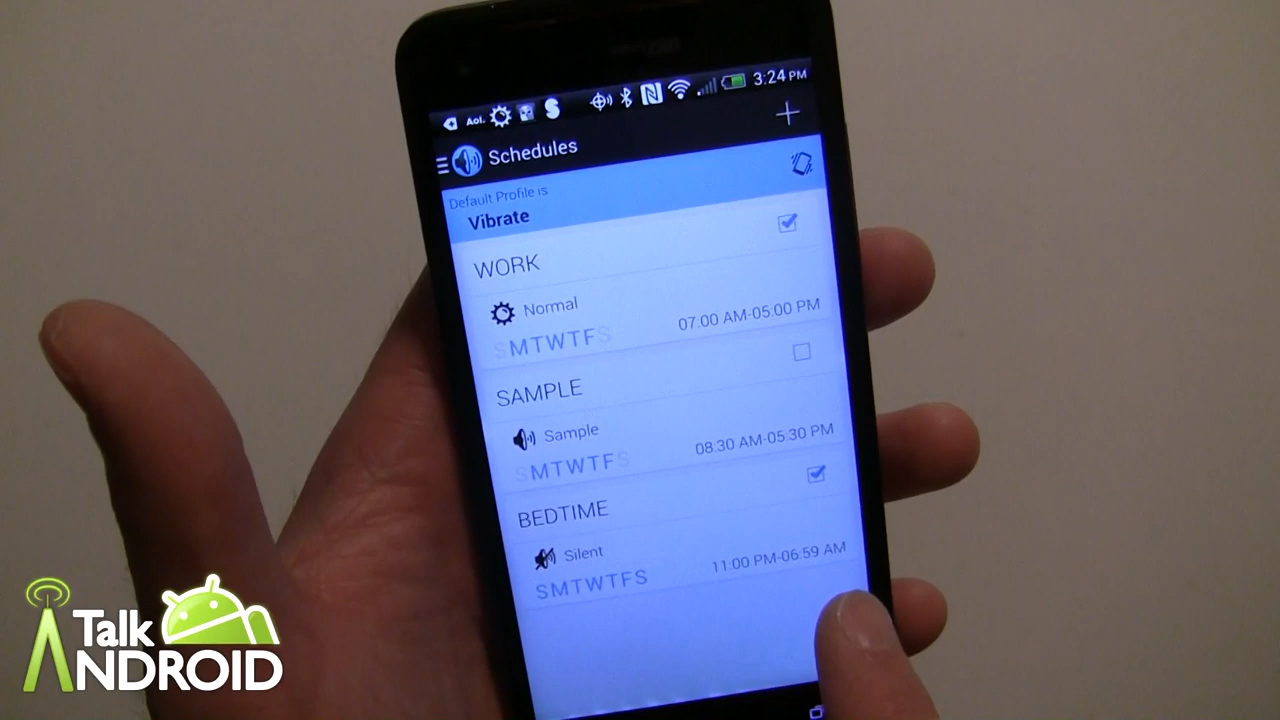 Aol. 3:24 PM
Schedules
Default Profile is
Vibrate
WORK
Normal
SMTWTFS 07:00 AM-05:00 PM
SAMPLE
Sample
SMTWTFS 08:30 AM-05:30 PM
BEDTIME
Silent
SMTWTFS 11:00 PM-06:59 AM
Talk
ANDROID